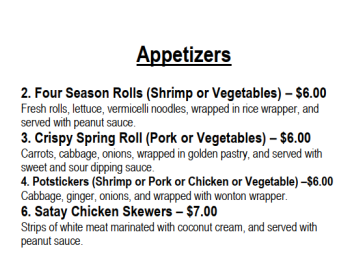 Appetizers
2. Four Season Rolls (Shrimp or Vegetables) – $6.00
Fresh rolls, lettuce, vermicelli noodles, wrapped in rice wrapper, and
served with peanut sauce.
3. Crispy Spring Roll (Pork or Vegetables) – $6.00
Carrots, cabbage, onions, wrapped in golden pastry, and served with
sweet and sour dipping sauce.
4. Potstickers (Shrimp or Pork or Chicken or Vegetable) –$6.00
Cabbage, ginger, onions, and wrapped with wonton wrapper.
6. Satay Chicken Skewers – $7.00
Strips of white meat marinated with coconut cream, and served with
peanut sauce.